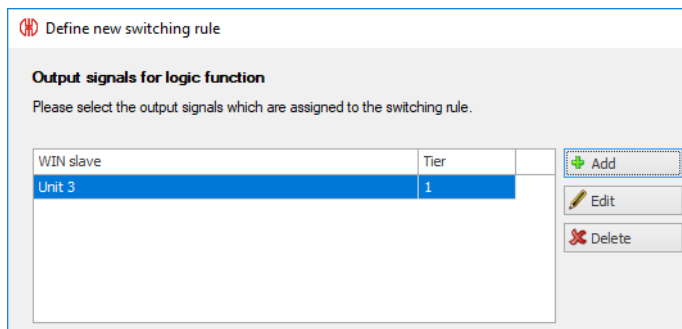 Define new switching rule
Output signals for logic function
Please select the output signals which are assigned to the switching rule.
WIN slave Tier
Unit 3 1
Add
Edit
Delete